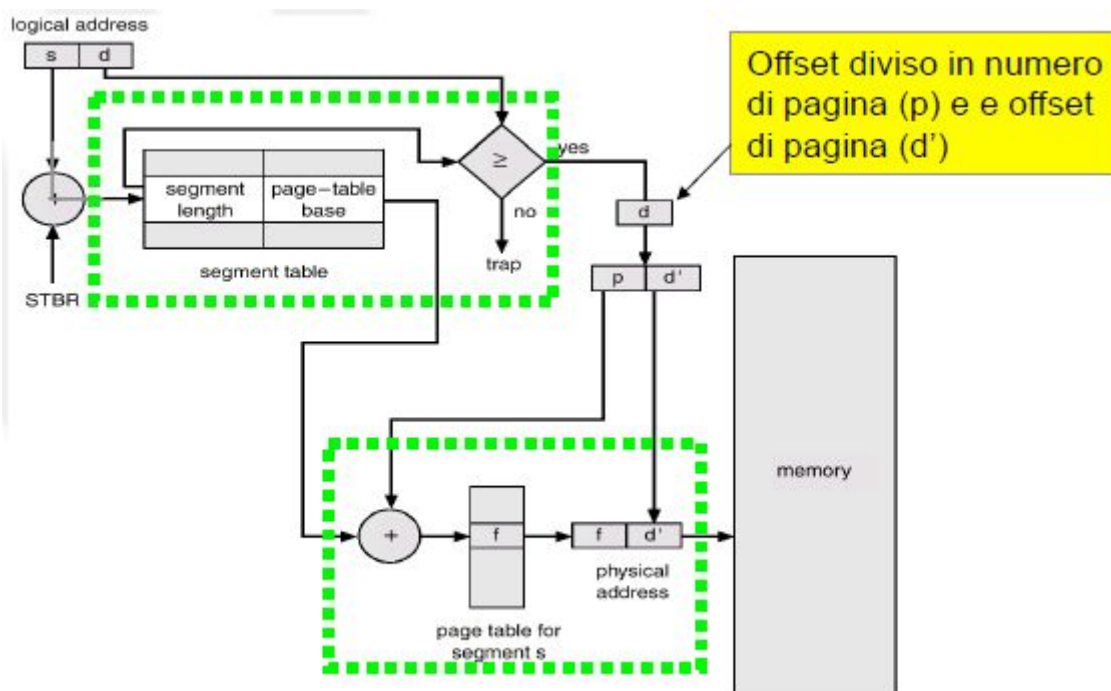 logical address
s d
Offset diviso in numero
di pagina (p) e e offset
di pagina (d')
≥
yes
segment
length
page-table
base
+
no
d
trap
segment table
p d'
STBR
memory
+
f
f d'
physical
address
page table for
segment s